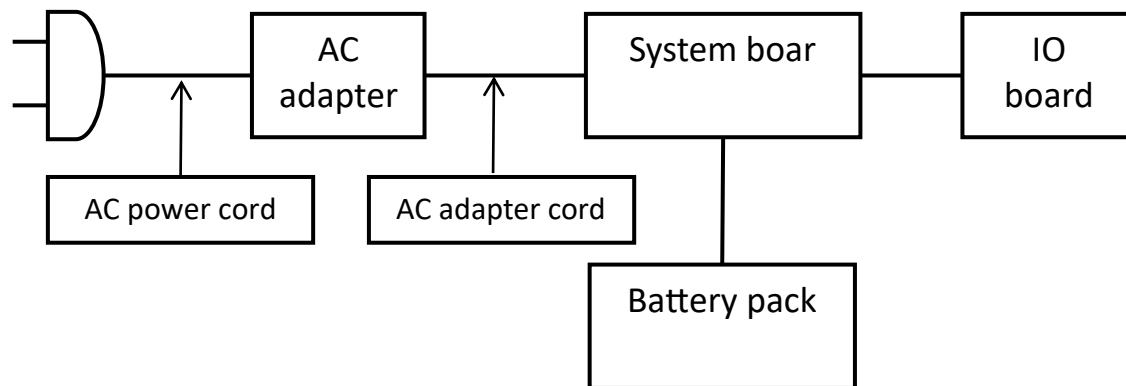 AC
adapter
System boar
IO
board
AC power cord
AC adapter cord
Battery pack